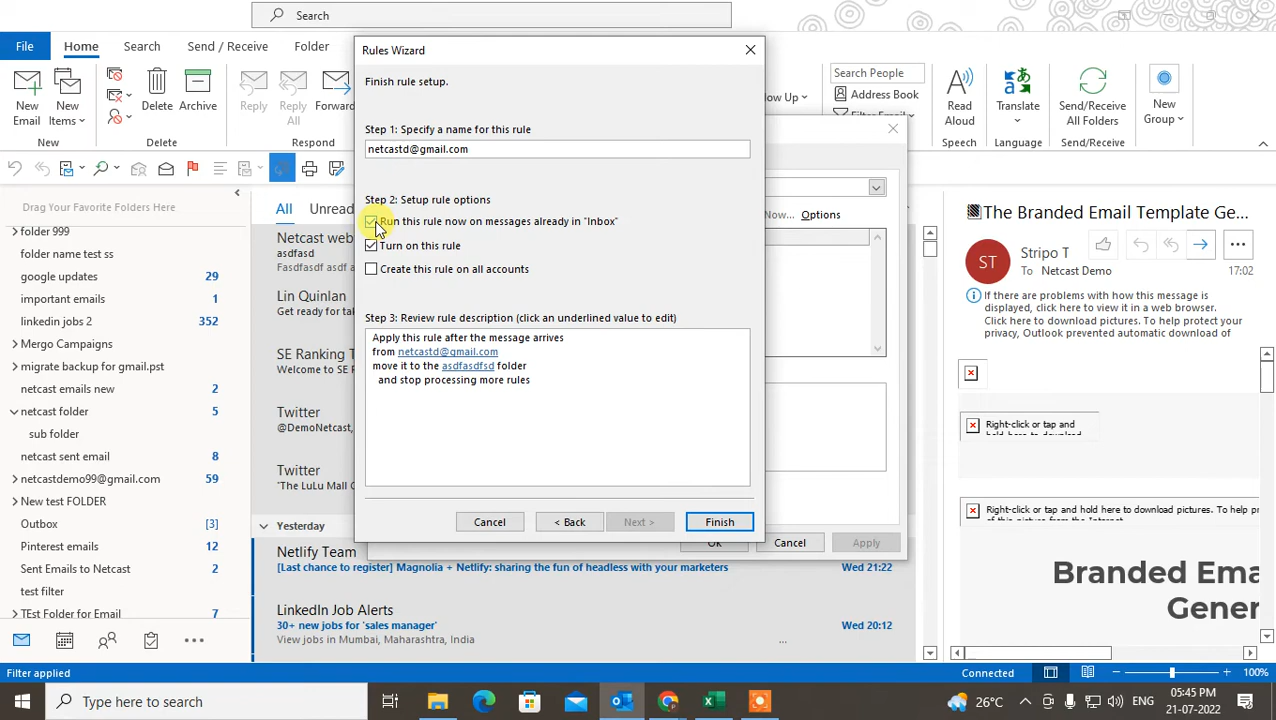 Search
File
Home
Search
Send / Receive
Folder
New
Email
New
Items
Delete
Archive
Reply
Reply
All
Forward
Search People
Address Book
Read
Aloud
Translate
Send/Receive
All Folders
New
Group
New
Delete
Respond
Speech
Language
Send/Receive
Drag Your Favorite Folders Here
folder 999
folder name test ss
google updates 29
important emails 1
linkedin jobs 2 352
Mergo Campaigns
migrate backup for gmail.pst
netcast emails new 2
netcast folder 5
sub folder
netcast sent email 8
netcastdemo99@gmail.com 59
New test FOLDER
Outbox [3]
Pinterest emails 12
Sent Emails to Netcast 8
test filter
TEst Folder for Email 7
All
Unread
Netcast web
asdfasd
Fasdfasdf asdf
Lin Quinlan
Get ready for
SE Ranking
Welcome to SE
Twitter
@DemoNetcast,
Twitter
"The LuLu Mall
Yesterday
Netlify Team
[Last chance to register] Magnolia + Netlify: sharing the fun of headless with your marketers Wed 21:22
LinkedIn Job Alerts
30+ new jobs for 'sales manager' Wed 20:12
View jobs in Mumbai, Maharashtra, India ...
Rules Wizard
Finish rule setup.
Step 1: Specify a name for this rule
netcastd@gmail.com
Step 2: Setup rule options
Run this rule now on messages already in "Inbox"
Turn on this rule
Create this rule on all accounts
Step 3: Review rule description (click an underlined value to edit)
Apply this rule after the message arrives
from netcastd@gmail.com
move it to the asdfasdfsd folder
and stop processing more rules
Cancel
< Back
Next >
Finish
Now...
Options
Cancel
Apply
The Branded Email Template Ge...
ST
Stripo T
To Netcast Demo
17:02
If there are problems with how this message is
displayed, click here to view it in a web browser.
Click here to download pictures. To help protect your
privacy, Outlook prevented automatic download of
Right-click or tap and
hold here to download
Right-click or tap and hold here to download pictures. To help
Branded Ema
Gener
Filter applied
Connected
100%
Type here to search
26°C
ENG
05:45 PM
21-07-2022